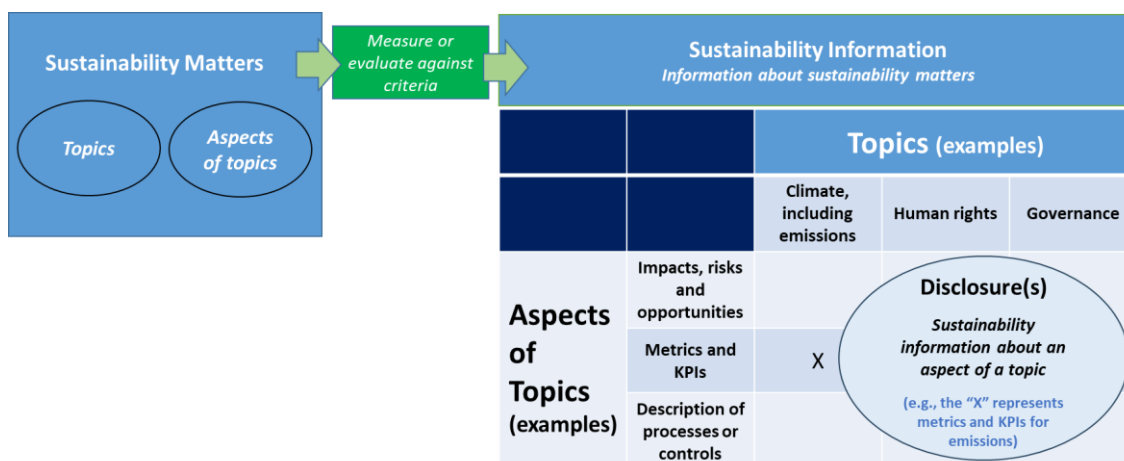 Sustainability Matters
Topics
Aspects
of topics
Measure or
evaluate against
criteria
Sustainability Information
Information about sustainability matters
Topics (examples)
Climate,
including
emissions
Human rights
Governance
Aspects
of
Topics
(examples)
Impacts, risks
and
opportunities
Metrics and
KPIs
X
Description of
processes or
controls
Disclosure(s)
Sustainability
information about an
aspect of a topic
(e.g., the “X” represents
metrics and KPIs for
emissions)